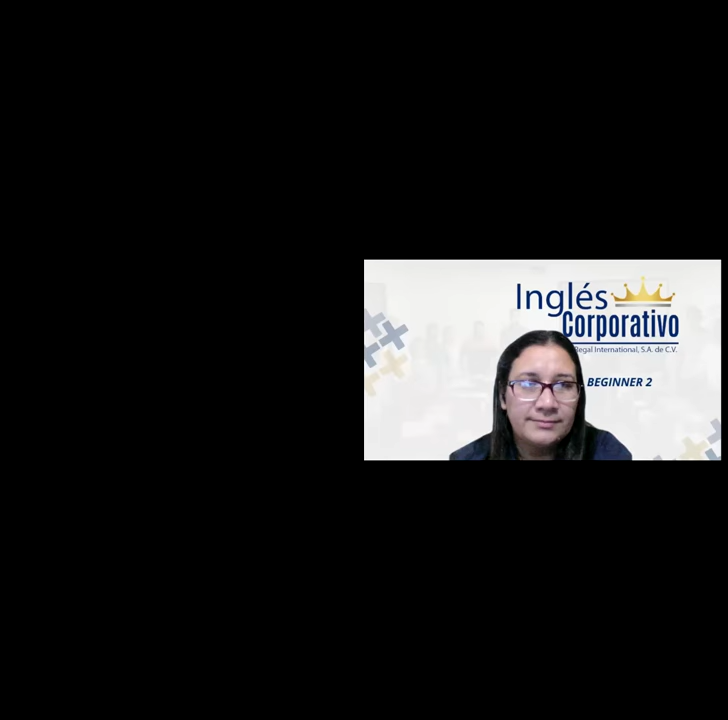 Inglés
Corporativo
Regal International, S.A. de C.V.
BEGINNER 2